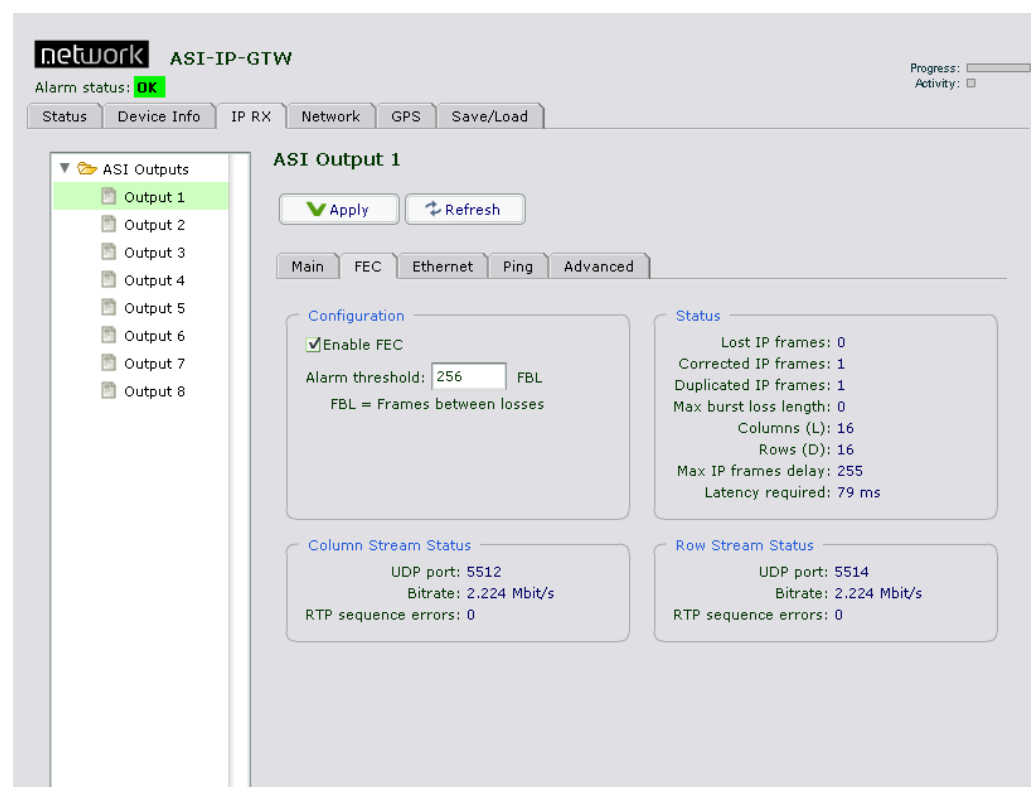 network ASI-IP-GTW
Progress:
Alarm status: OK
Activity:
Status Device Info IP RX Network GPS Save/Load
ASI Outputs
Output 1
Output 2
Output 3
Output 4
Output 5
Output 6
Output 7
Output 8
ASI Output 1
Apply Refresh
Main FEC Ethernet Ping Advanced
Configuration
Enable FEC
Alarm threshold: 256 FBL
FBL = Frames between losses
Status
Lost IP frames: 0
Corrected IP frames: 1
Duplicated IP frames: 1
Max burst loss length: 0
Columns (L): 16
Rows (D): 16
Max IP frames delay: 255
Latency required: 79 ms
Column Stream Status
UDP port: 5512
Bitrate: 2.224 Mbit/s
RTP sequence errors: 0
Row Stream Status
UDP port: 5514
Bitrate: 2.224 Mbit/s
RTP sequence errors: 0